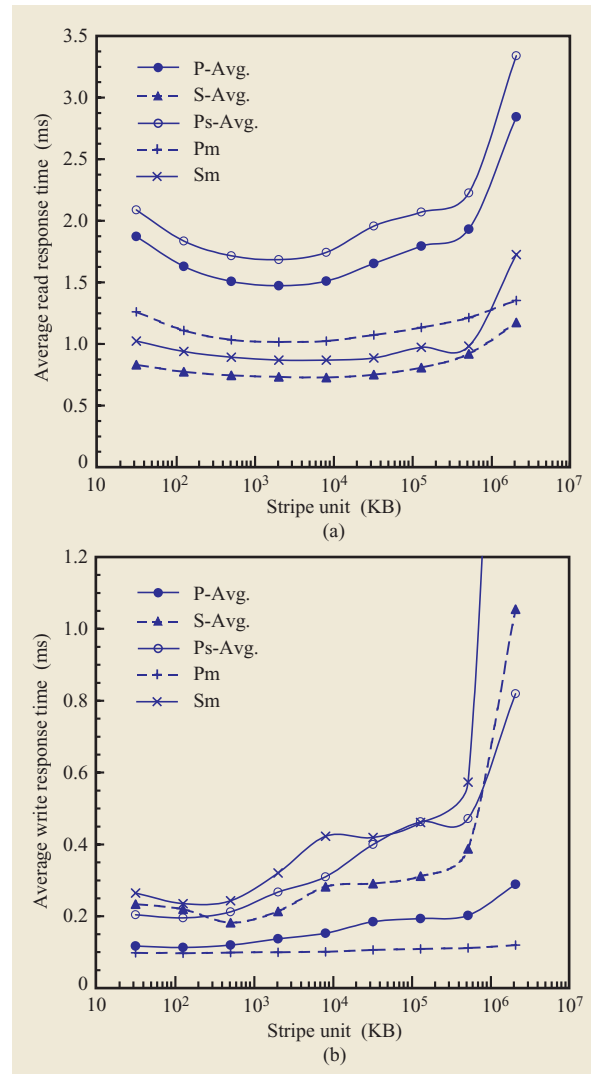 3.5
3.0
2.5
2.0
1.5
1.0
0.5
0
Average read response time (ms)
P-Avg.
S-Avg.
Ps-Avg.
Pm
Sm
10 10² 10³ 10⁴ 10⁵ 10⁶ 10⁷
Stripe unit (KB)
(a)
1.2
1.0
0.8
0.6
0.4
0.2
0
Average write response time (ms)
P-Avg.
S-Avg.
Ps-Avg.
Pm
Sm
10 10² 10³ 10⁴ 10⁵ 10⁶ 10⁷
Stripe unit (KB)
(b)